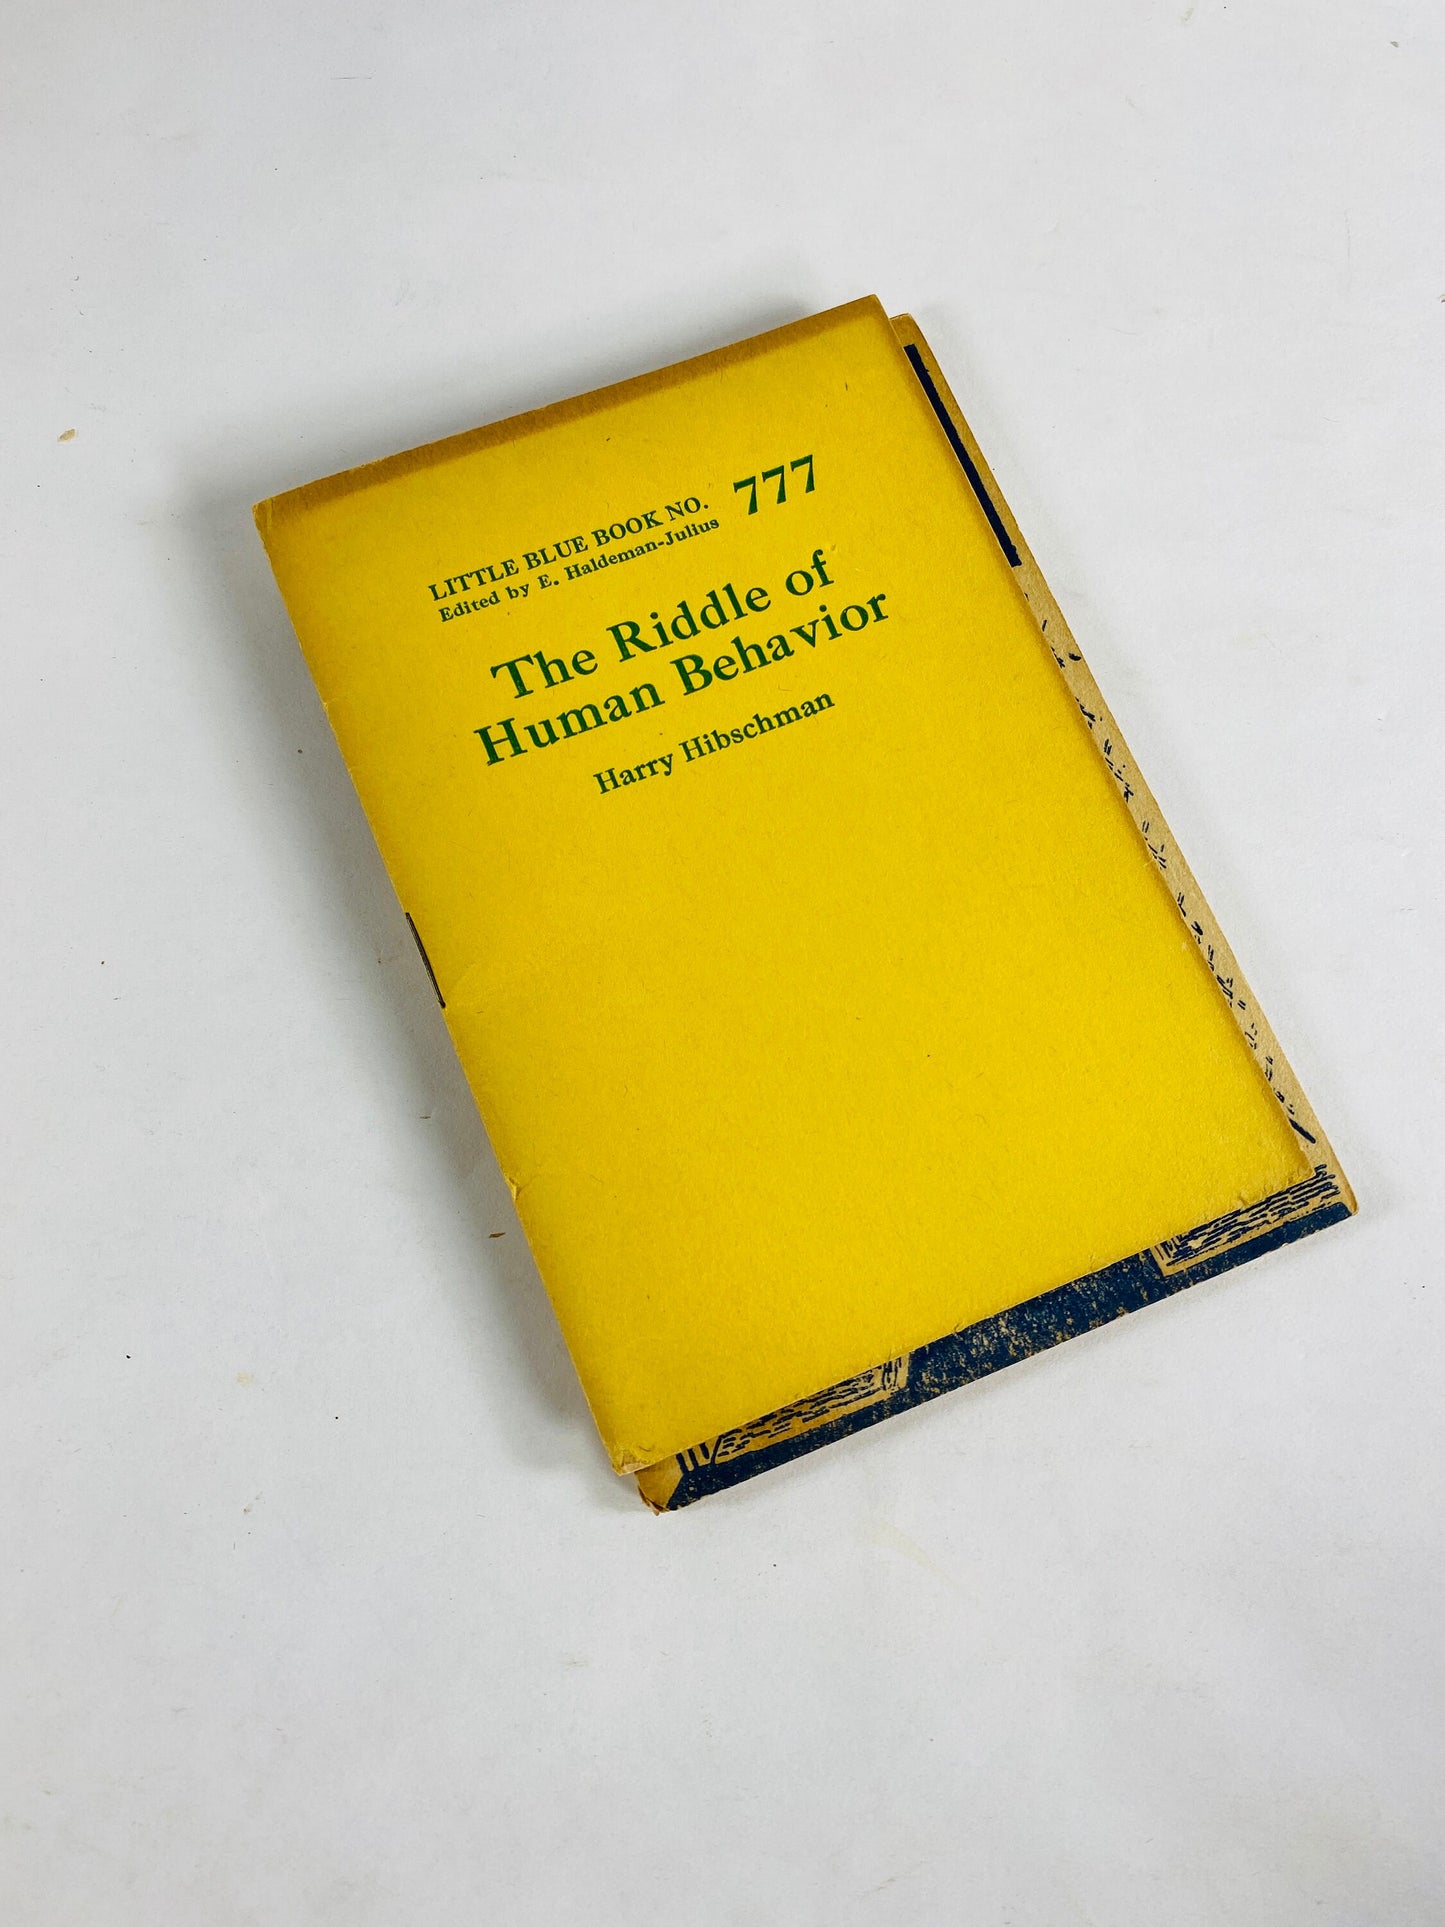 LITTLE BLUE BOOK NO. 777
Edited by E. Haldeman-Julius
The Riddle of
Human Behavior
Harry Hibschman